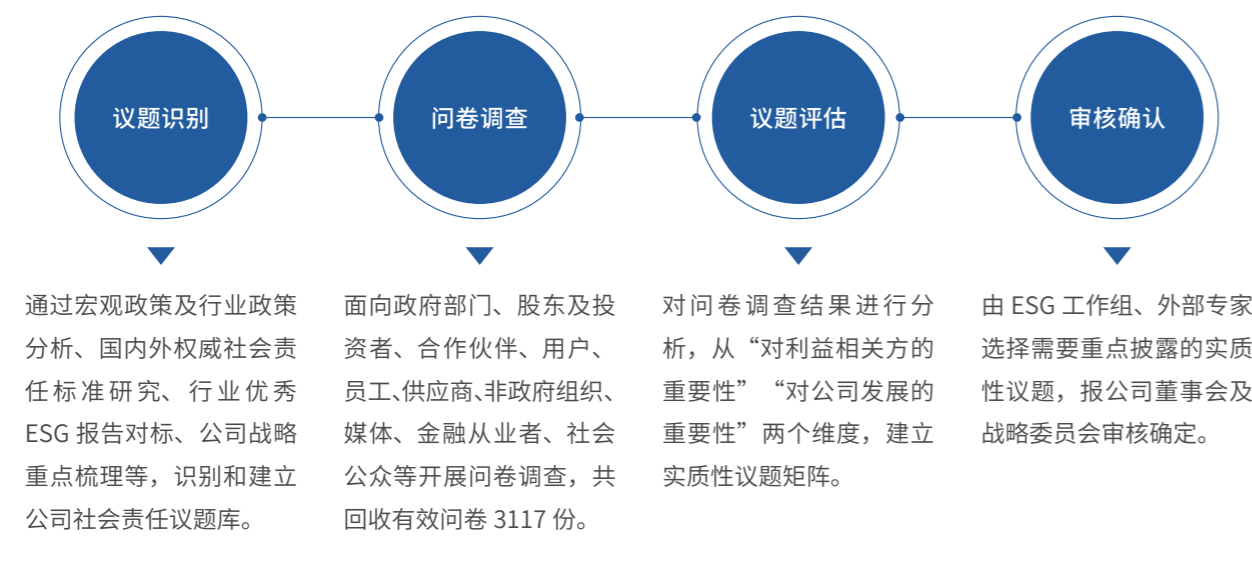 议题识别
问卷调查
议题评估
审核确认
通过宏观政策及行业政策
分析、国内外权威社会责
任标准研究、行业优秀
ESG 报告对标、公司战略
重点梳理等，识别和建立
公司社会责任议题库。
面向政府部门、股东及投
资者、合作伙伴、用户、
员工、供应商、非政府组织、
媒体、金融从业者、社会
公众等开展问卷调查，共
回收有效问卷 3117 份。
对问卷调查结果进行分
析，从“对利益相关方的
重要性”“对公司发展的
重要性”两个维度，建立
实质性议题矩阵。
由 ESG 工作组、外部专家
选择需要重点披露的实质
性议题，报公司董事会及
战略委员会审核确定。